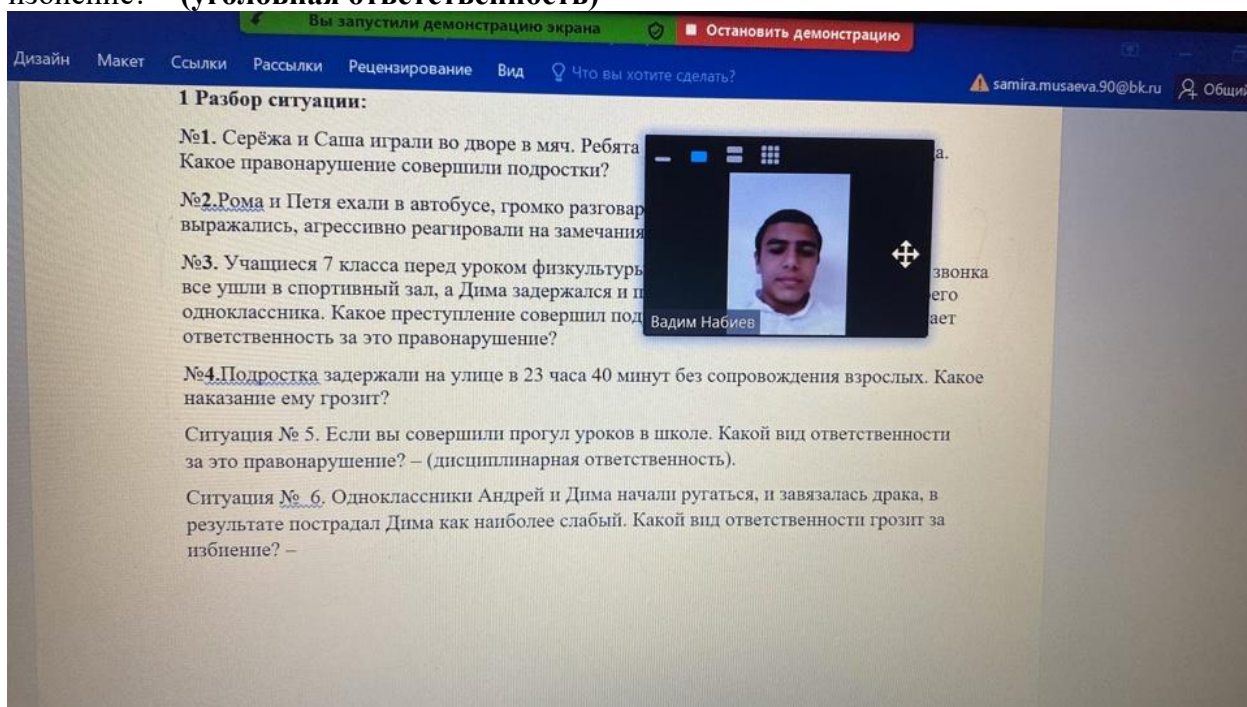 (уголовная ответственность)
Вы запустили демонстрацию экрана
Остановить демонстрацию
Дизайн Макет Ссылки Рассылки Рецензирование Вид Что вы хотите сделать?
samira.musaeva.90@bk.ru Общий
1 Разбор ситуации:
№1. Серёжа и Саша играли во дворе в мяч. Ребята а.
Какое правонарушение совершили подростки?
№2.Рома и Петя ехали в автобусе, громко разговар
выражались, агрессивно реагировали на замечания
№3. Учащиеся 7 класса перед уроком физкультуры звонка
все ушли в спортивный зал, а Дима задержался и п его
одноклассника. Какое преступление совершил под ает
ответственность за это правонарушение?
Вадим Набиев
№4.Подростка задержали на улице в 23 часа 40 минут без сопровождения взрослых. Какое
наказание ему грозит?
Ситуация № 5. Если вы совершили прогул уроков в школе. Какой вид ответственности
за это правонарушение? – (дисциплинарная ответственность).
Ситуация № 6. Одноклассники Андрей и Дима начали ругаться, и завязалась драка, в
результате пострадал Дима как наиболее слабый. Какой вид ответственности грозит за
избиение? –